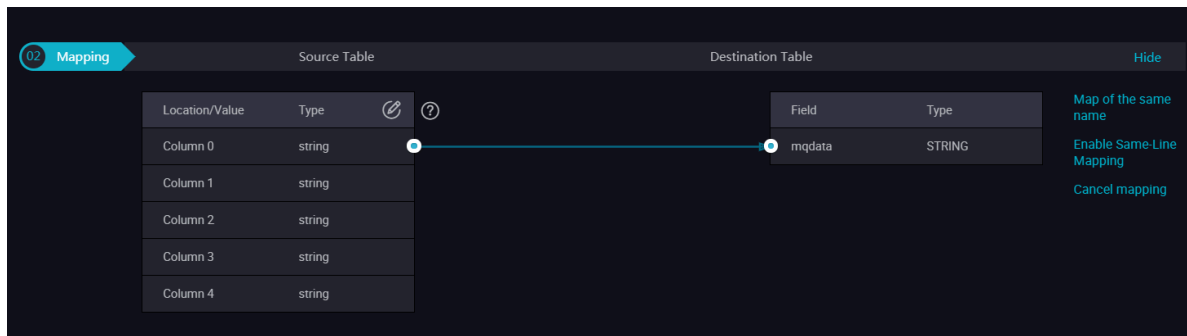 02 Mapping Source Table Destination Table Hide
Location/Value Type ? Field Type
Column 0 string mqdata STRING
Column 1 string
Column 2 string
Column 3 string
Column 4 string
Map of the same
name
Enable Same-Line
Mapping
Cancel mapping